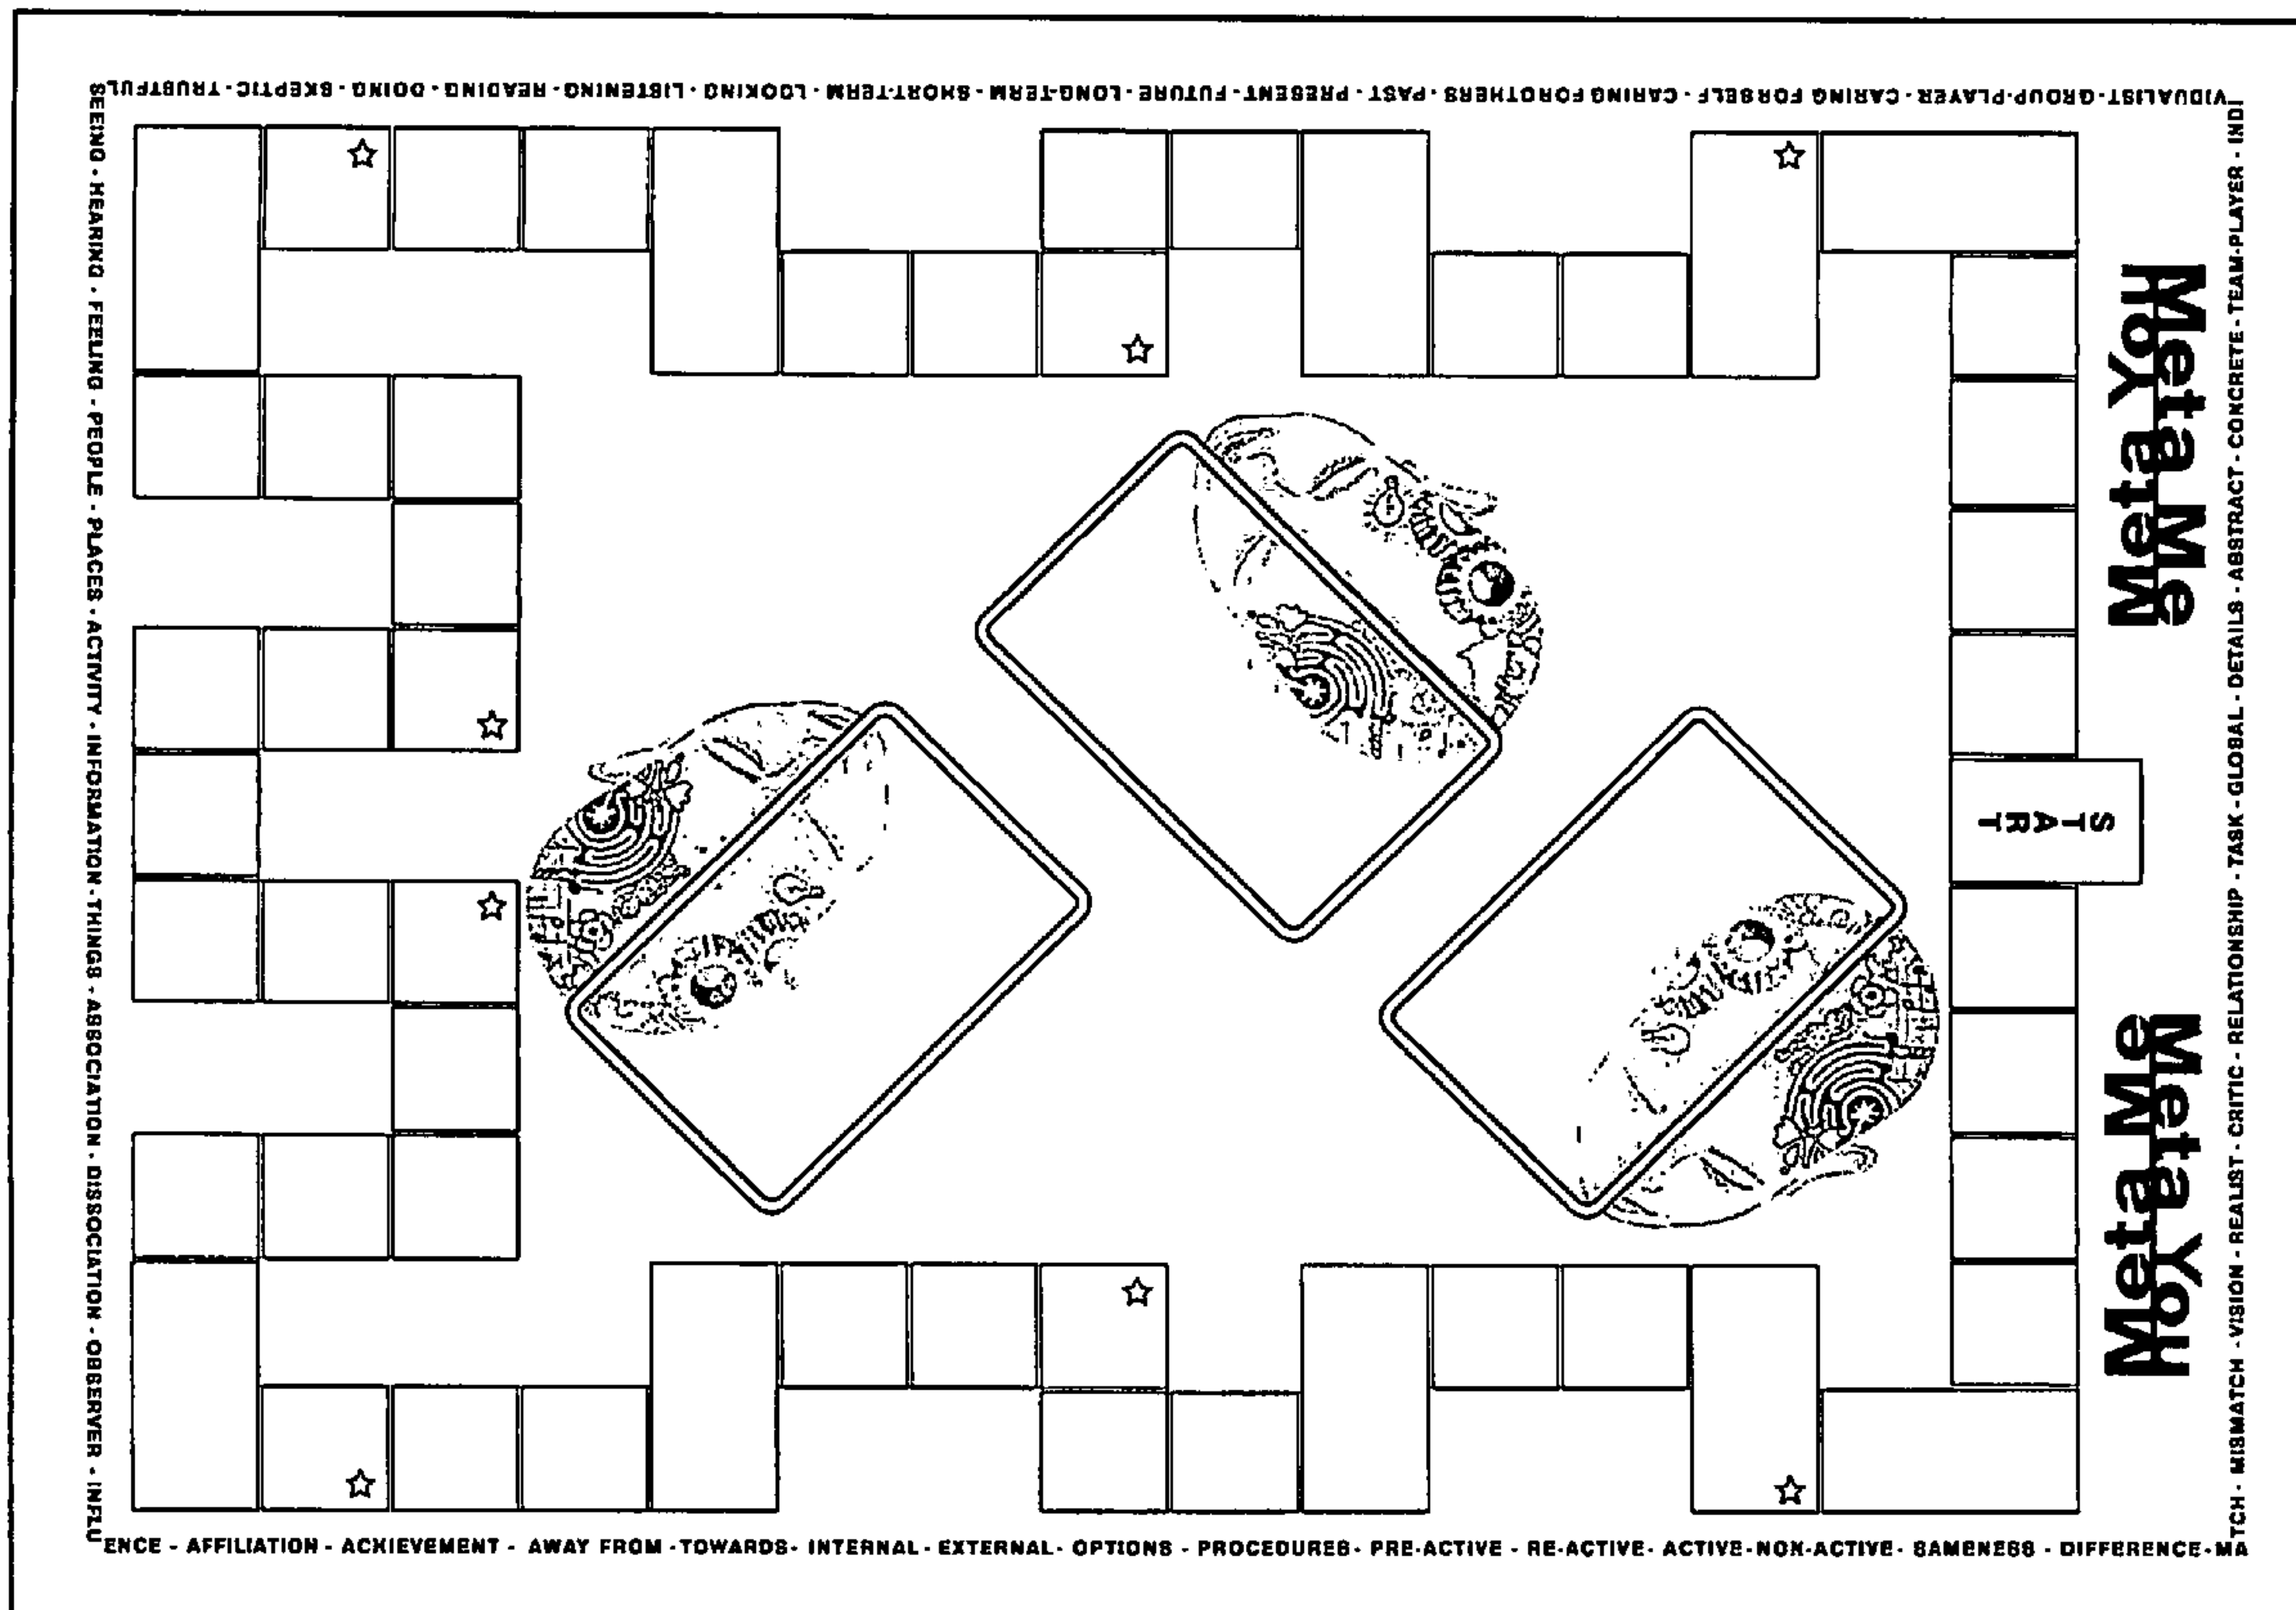 SEEING - HEARING - FEELING - PEOPLE - PLACES - ACTIVITY - INFORMATION - THINGS - ASSOCIATION - DISSOCIATION - OBSERVER - INFLU
ENCE - AFFILIATION - ACHIEVEMENT - AWAY FROM - TOWARDS - INTERNAL - EXTERNAL - OPTIONS - PROCEDURES - PRE-ACTIVE - RE-ACTIVE - ACTIVE-NON-ACTIVE - SAMENESS - DIFFERENCE - MA
TCH - MISMATCH - VISION - REALIST - CRITIC - RELATIONSHIP - TASK - GLOBAL - DETAILS - ABSTRACT - CONCRETE - TEAM-PLAYER - INDI
VIDUALIST - GROUP-PLAYER - CARING FOR SELF - CARING FOROTHERS - PAST - PRESENT - FUTURE - LONG-TERM - SHORT-TERM - LOOKING - LISTENING - READING - DOING - SKEPTIC - TRUSTFUL
Meta Me
Meta You
START
Meta You
Meta Me